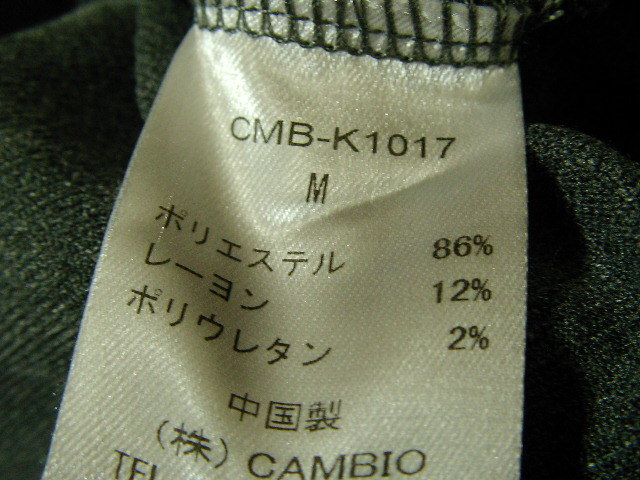 CMB-K1017
M
ポリエステル 86%
レーヨン 12%
ポリウレタン 2%
中国製
(株) CAMBIO
TEL